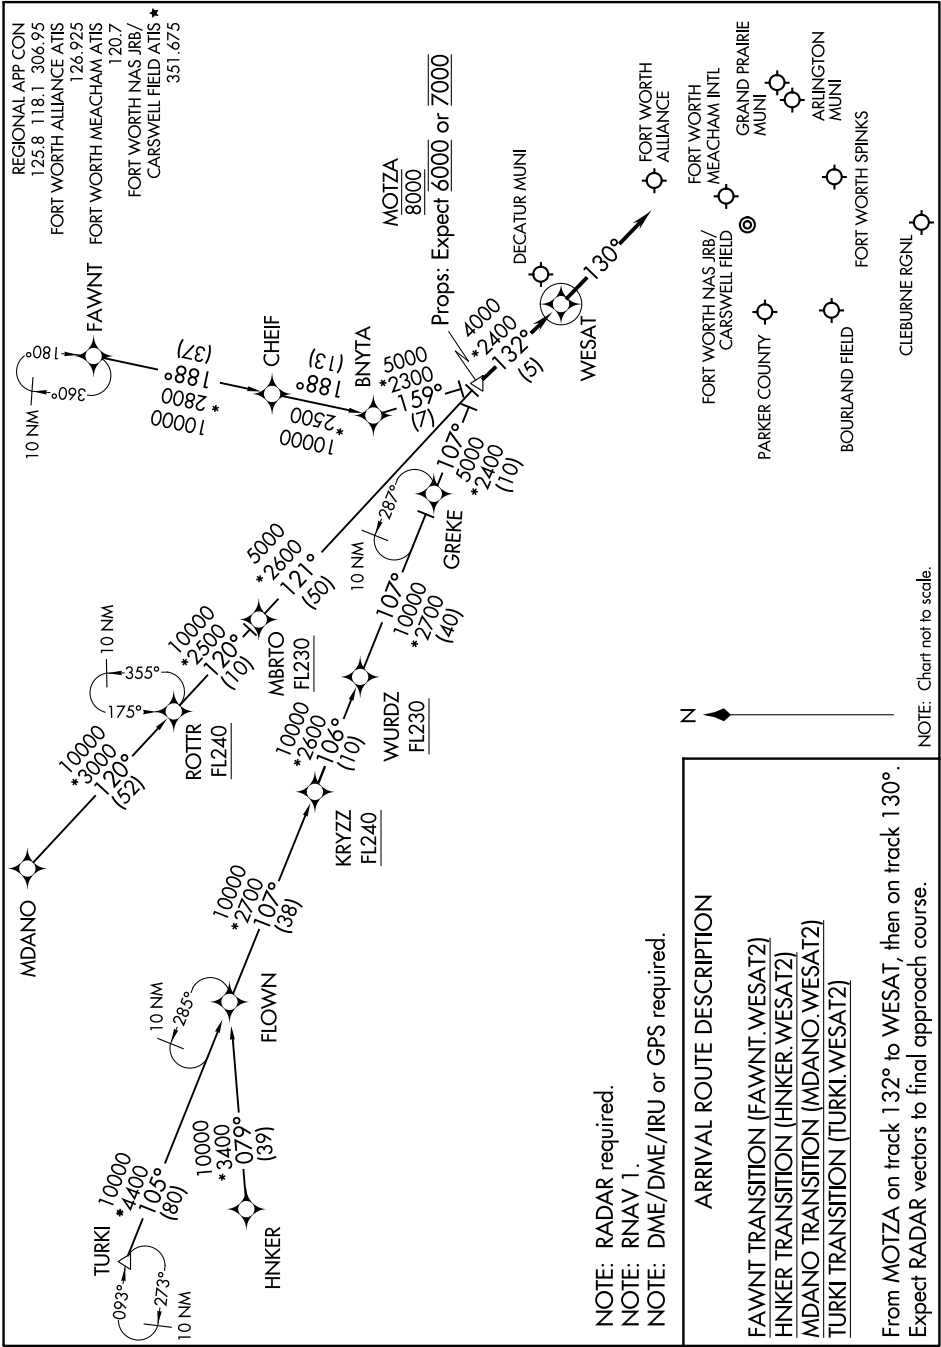 REGIONAL APP CON
125.8 118.1 306.95
FORT WORTH ALLIANCE ATIS
126.925
FORT WORTH MEACHAM ATIS
120.7
FORT WORTH NAS JRB/
CARSWELL FIELD ATIS ★
351.675
FAWNT
180°
360°
10 NM
10000
*2800
188°
(37)
CHEIF
10000
*2500
188°
(13)
BNYTA
5000
*2300
159°
(7)
MOTZA
8000
Props: Expect 6000 or 7000
4000
*2400
132°
(5)
DECATUR MUNI
WESAT
130°
MDANO
10000
*3000
120°
(52)
10 NM
355°
175°
ROTTR
FL240
10000
*2500
120°
(10)
MBRTO
FL230
5000
*2600
121°
(50)
TURKI
093°
273°
10 NM
10000
*4400
105°
(80)
HNKER
10000
*3400
079°
(39)
10 NM
285°
FLOWN
10000
*2700
107°
(38)
KRYZZ
FL240
10000
*2600
106°
(10)
WURDZ
FL230
10000
*2700
107°
(40)
10 NM
287°
GREKE
107°
5000
*2400
(10)
FORT WORTH
ALLIANCE
FORT WORTH
MEACHAM INTL
GRAND PRAIRIE
MUNI
ARLINGTON
MUNI
FORT WORTH NAS JRB/
CARSWELL FIELD
FORT WORTH SPINKS
PARKER COUNTY
BOURLAND FIELD
CLEBURNE RGNL
N
NOTE: Chart not to scale.
NOTE: RADAR required.
NOTE: RNAV 1.
NOTE: DME/DME/IRU or GPS required.
ARRIVAL ROUTE DESCRIPTION
FAWNT TRANSITION (FAWNT.WESAT2)
HNKER TRANSITION (HNKER.WESAT2)
MDANO TRANSITION (MDANO.WESAT2)
TURKI TRANSITION (TURKI.WESAT2)
From MOTZA on track 132° to WESAT, then on track 130°.
Expect RADAR vectors to final approach course.